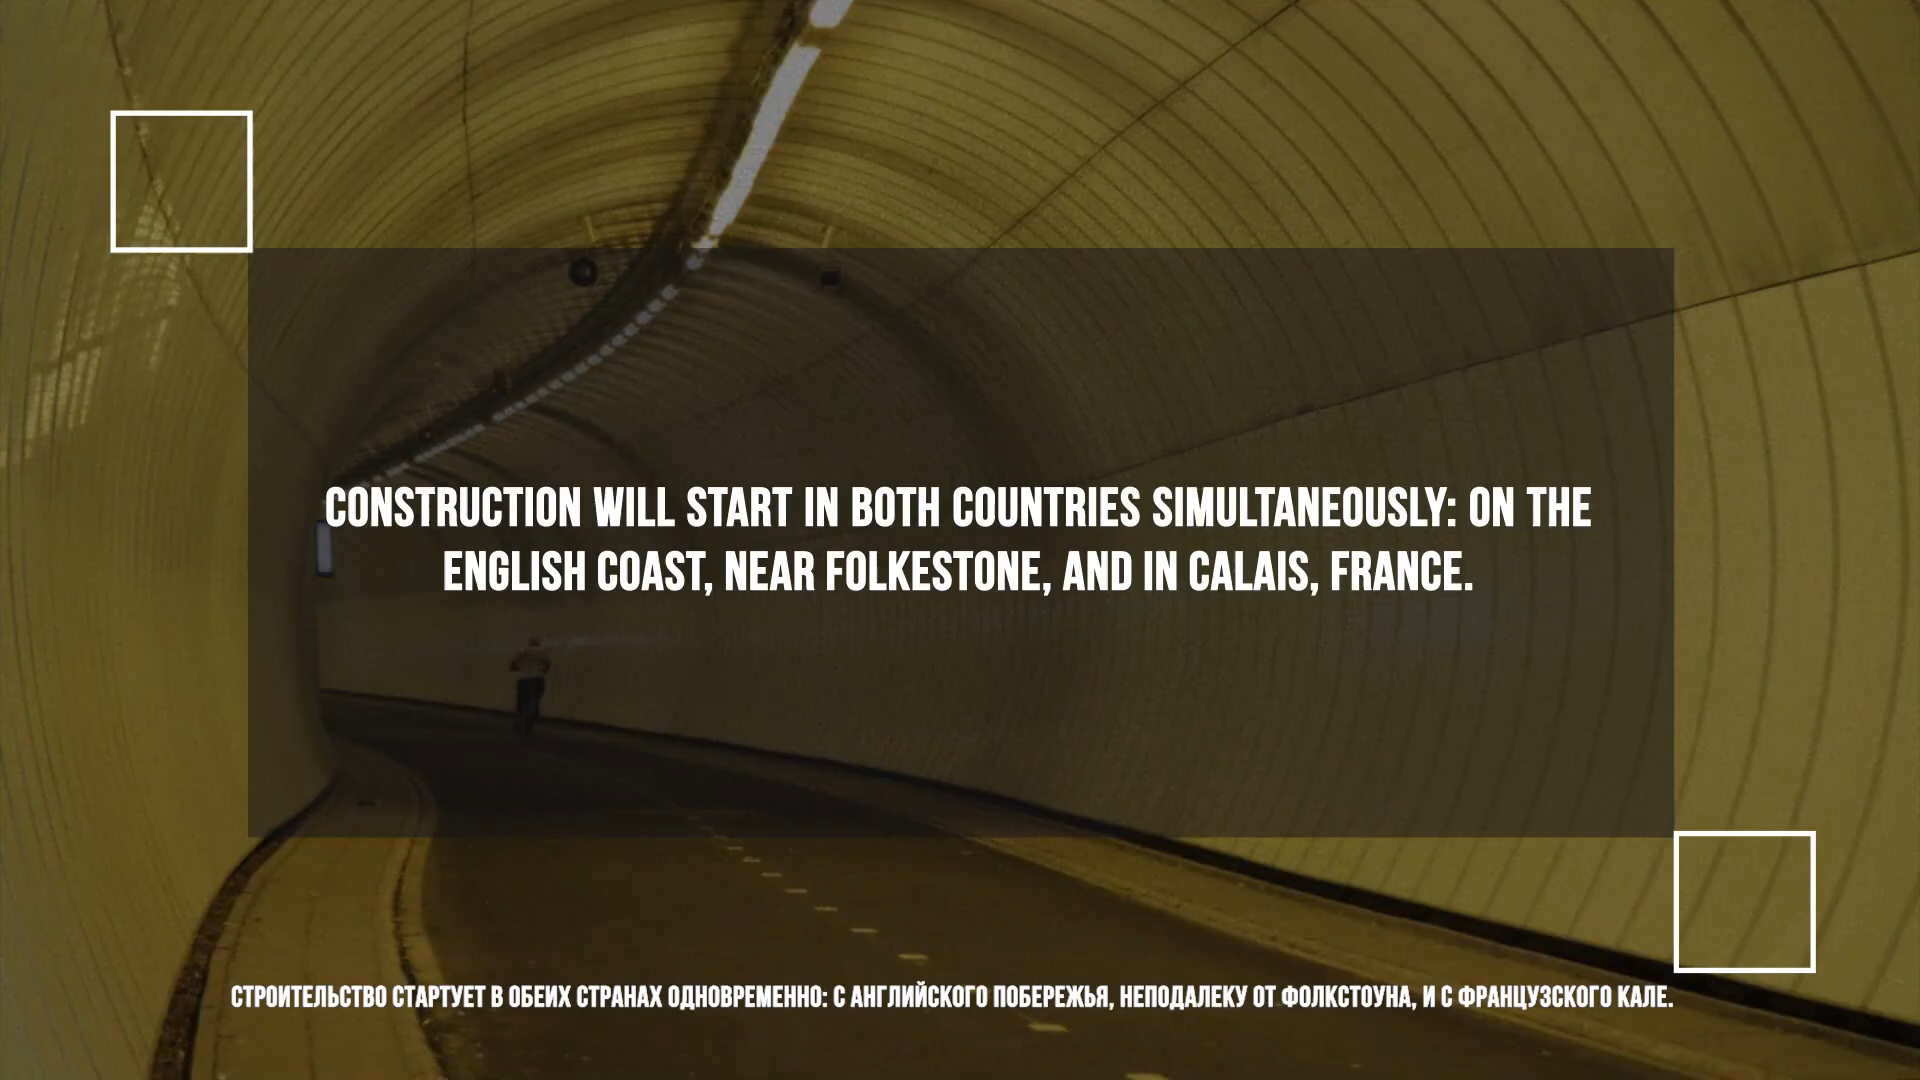 CONSTRUCTION WILL START IN BOTH COUNTRIES SIMULTANEOUSLY: ON THE
ENGLISH COAST, NEAR FOLKESTONE, AND IN CALAIS, FRANCE.
СТРОИТЕЛЬСТВО СТАРТУЕТ В ОБЕИХ СТРАНАХ ОДНОВРЕМЕННО: С АНГЛИЙСКОГО ПОБЕРЕЖЬЯ, НЕПОДАЛЕКУ ОТ ФОЛКСТОУНА, И С ФРАНЦУЗСКОГО КАЛЕ.